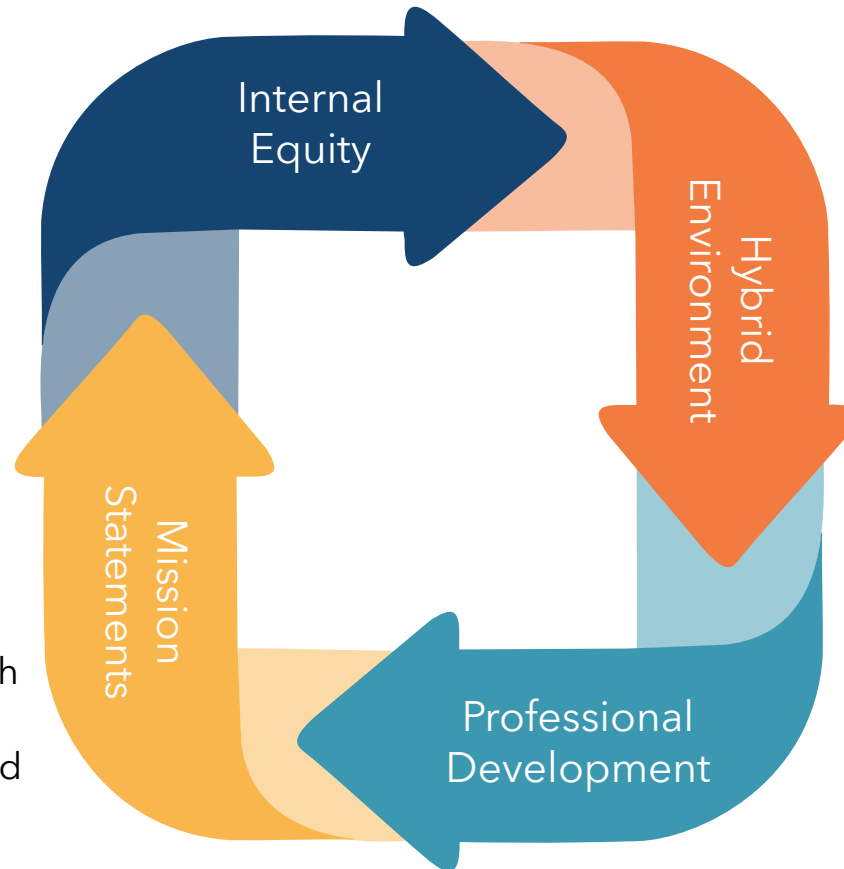 Internal
Equity
Hybrid
Environment
Mission
Statements
h
d
Professional
Development